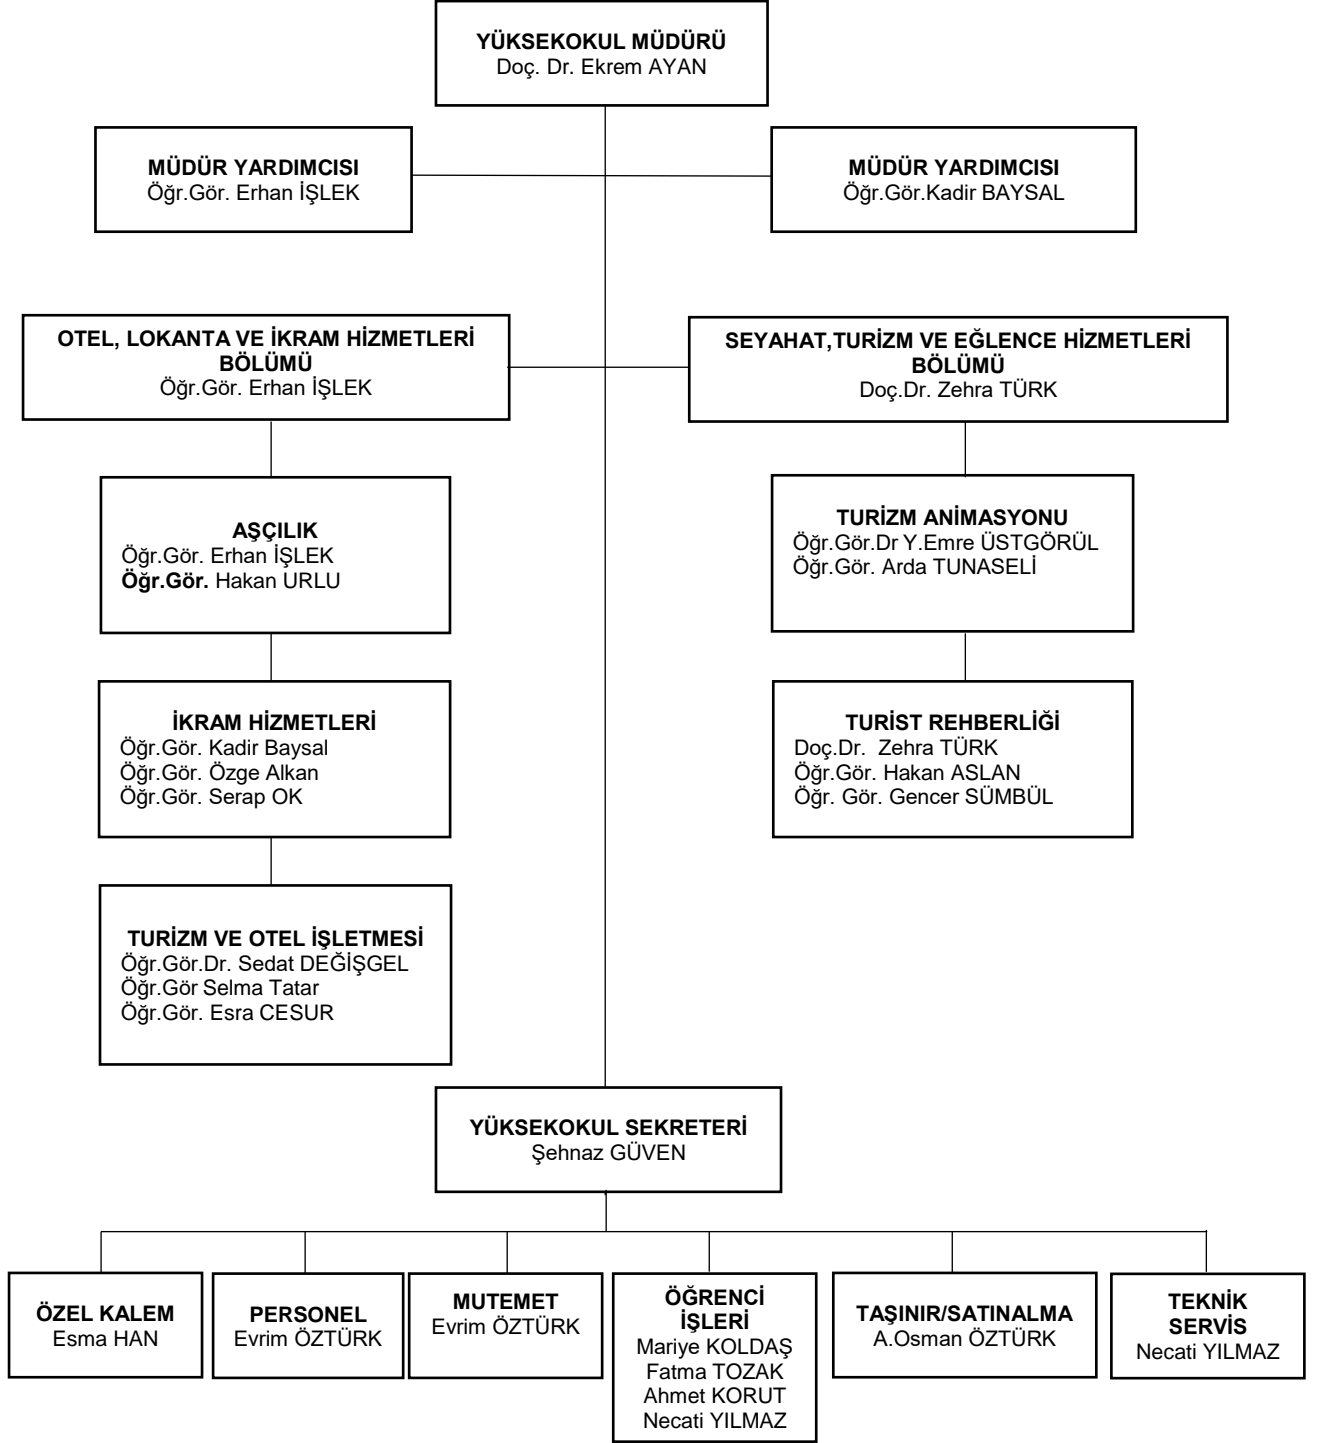 YÜKSEKOKUL MÜDÜRÜ
Doç. Dr. Ekrem AYAN
MÜDÜR YARDIMCISI
Öğr.Gör. Erhan İŞLEK
MÜDÜR YARDIMCISI
Öğr.Gör.Kadir BAYSAL
OTEL, LOKANTA VE İKRAM HİZMETLERİ
BÖLÜMÜ
Öğr.Gör. Erhan İŞLEK
SEYAHAT,TURİZM VE EĞLENCE HİZMETLERİ
BÖLÜMÜ
Doç.Dr. Zehra TÜRK
AŞÇILIK
Öğr.Gör. Erhan İŞLEK
Öğr.Gör. Hakan URLU
TURİZM ANİMASYONU
Öğr.Gör.Dr Y.Emre ÜSTGÖRÜL
Öğr.Gör. Arda TUNASELİ
İKRAM HİZMETLERİ
Öğr.Gör. Kadir Baysal
Öğr.Gör. Özge Alkan
Öğr.Gör. Serap OK
TURİST REHBERLİĞİ
Doç.Dr. Zehra TÜRK
Öğr.Gör. Hakan ASLAN
Öğr. Gör. Gencer SÜMBÜL
TURİZM VE OTEL İŞLETMESİ
Öğr.Gör.Dr. Sedat DEĞİŞGEL
Öğr.Gör Selma Tatar
Öğr.Gör. Esra CESUR
YÜKSEKOKUL SEKRETERİ
Şehnaz GÜVEN
ÖZEL KALEM
Esma HAN
PERSONEL
Evrim ÖZTÜRK
MUTEMET
Evrim ÖZTÜRK
ÖĞRENCİ
İŞLERİ
Mariye KOLDAŞ
Fatma TOZAK
Ahmet KORUT
Necati YILMAZ
TAŞINIR/SATINALMA
A.Osman ÖZTÜRK
TEKNİK
SERVİS
Necati YILMAZ